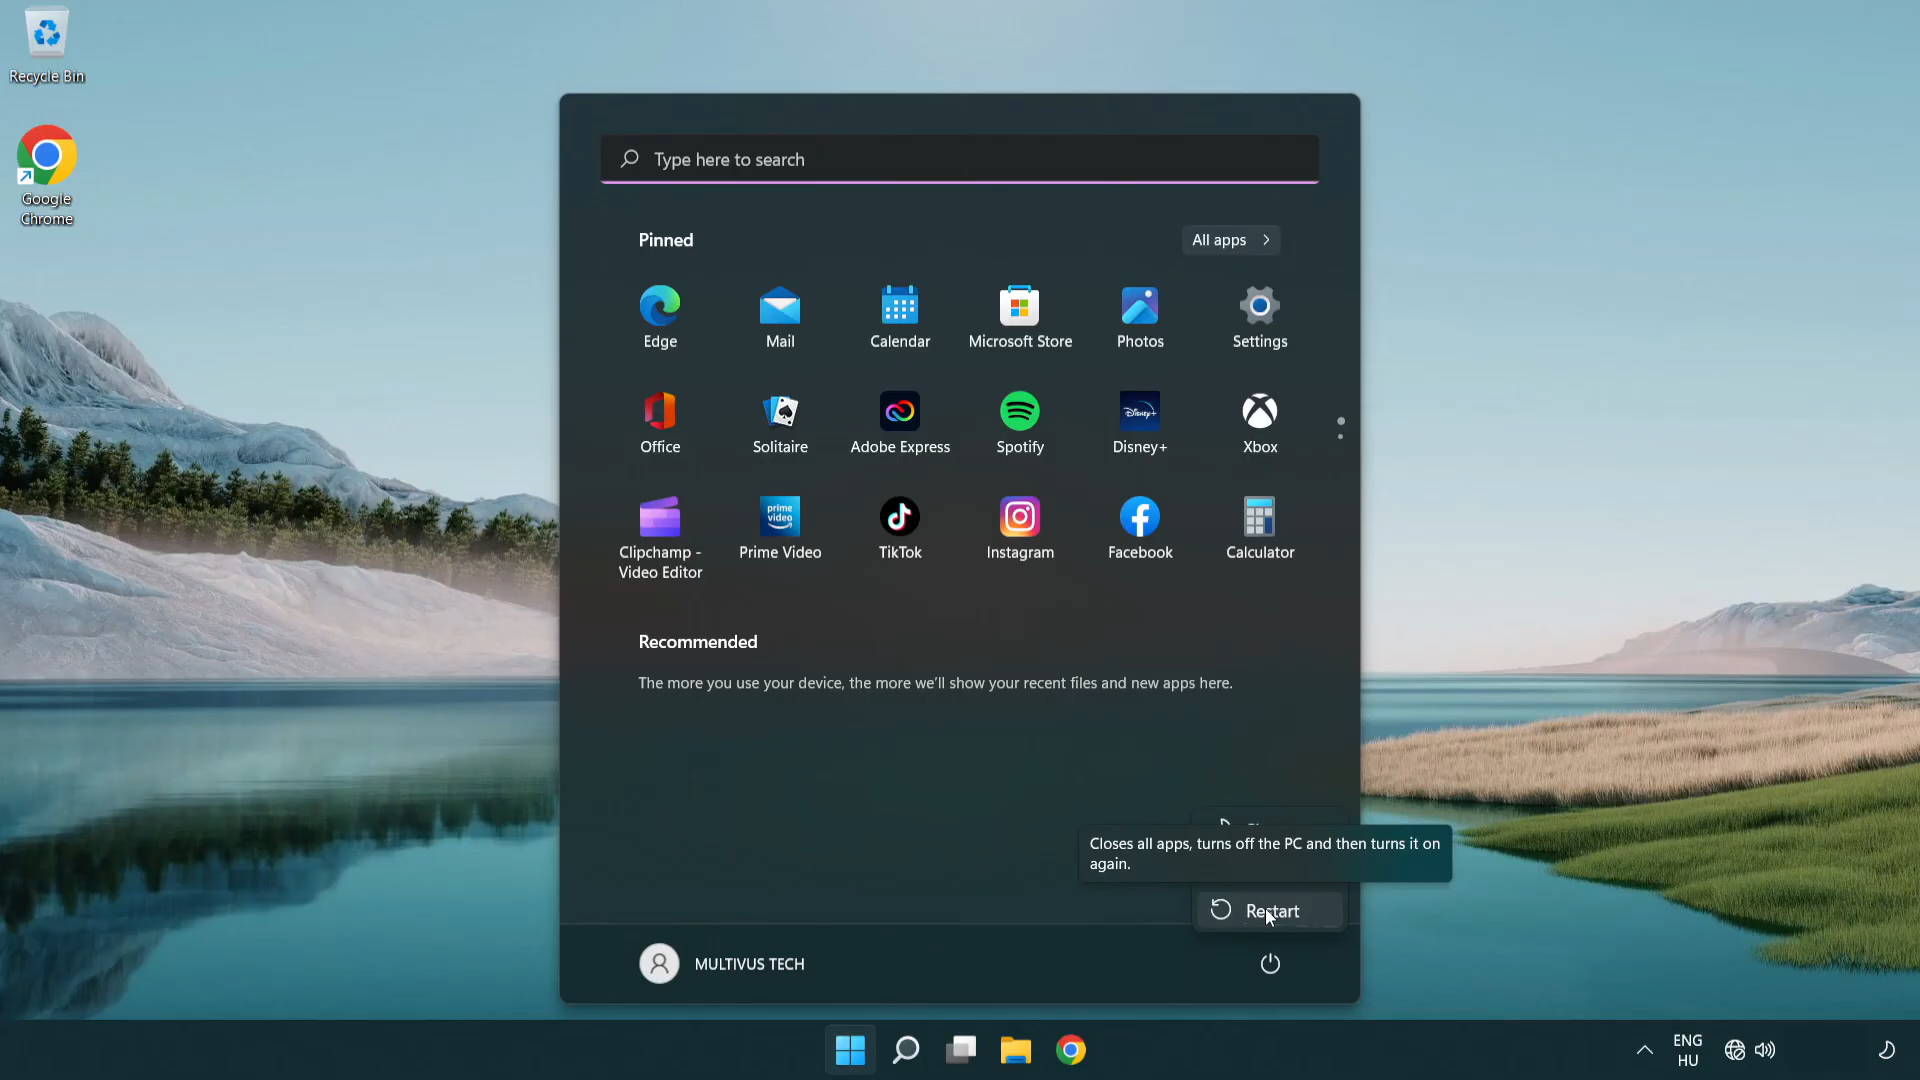 Recycle Bin
Google
Chrome
Type here to search
Pinned
All apps
Edge
Mail
Calendar
Microsoft Store
Photos
Settings
Office
Solitaire
Adobe Express
Spotify
Disney+
Disney+
Xbox
prime
video
Clipchamp -
Video Editor
Prime Video
TikTok
Instagram
Facebook
Calculator
Recommended
The more you use your device, the more we'll show your recent files and new apps here.
Closes all apps, turns off the PC and then turns it on
again.
Restart
MULTIVUS TECH
ENG
HU